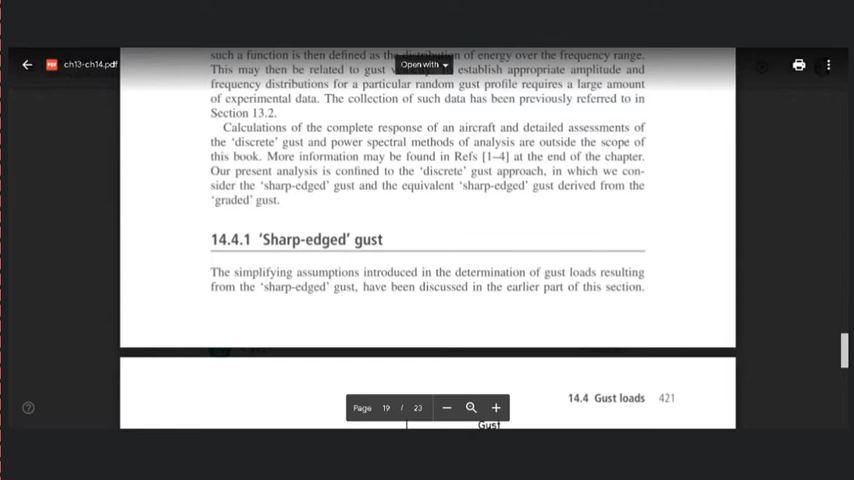 such a function is then defined as the distribution of energy over the frequency range.
ch13-ch14.pdf
Open with
This may then be related to gust establish appropriate amplitude and
frequency distributions for a particular random gust profile requires a large amount
of experimental data. The collection of such data has been previously referred to in
Section 13.2.
Calculations of the complete response of an aircraft and detailed assessments of
the ‘discrete’ gust and power spectral methods of analysis are outside the scope of
this book. More information may be found in Refs [1–4] at the end of the chapter.
Our present analysis is confined to the ‘discrete’ gust approach, in which we con-
sider the ‘sharp-edged’ gust and the equivalent ‘sharp-edged’ gust derived from the
‘graded’ gust.
14.4.1 ‘Sharp-edged’ gust
The simplifying assumptions introduced in the determination of gust loads resulting
from the ‘sharp-edged’ gust, have been discussed in the earlier part of this section.
14.4 Gust loads 421
Page 19 / 23
Gust